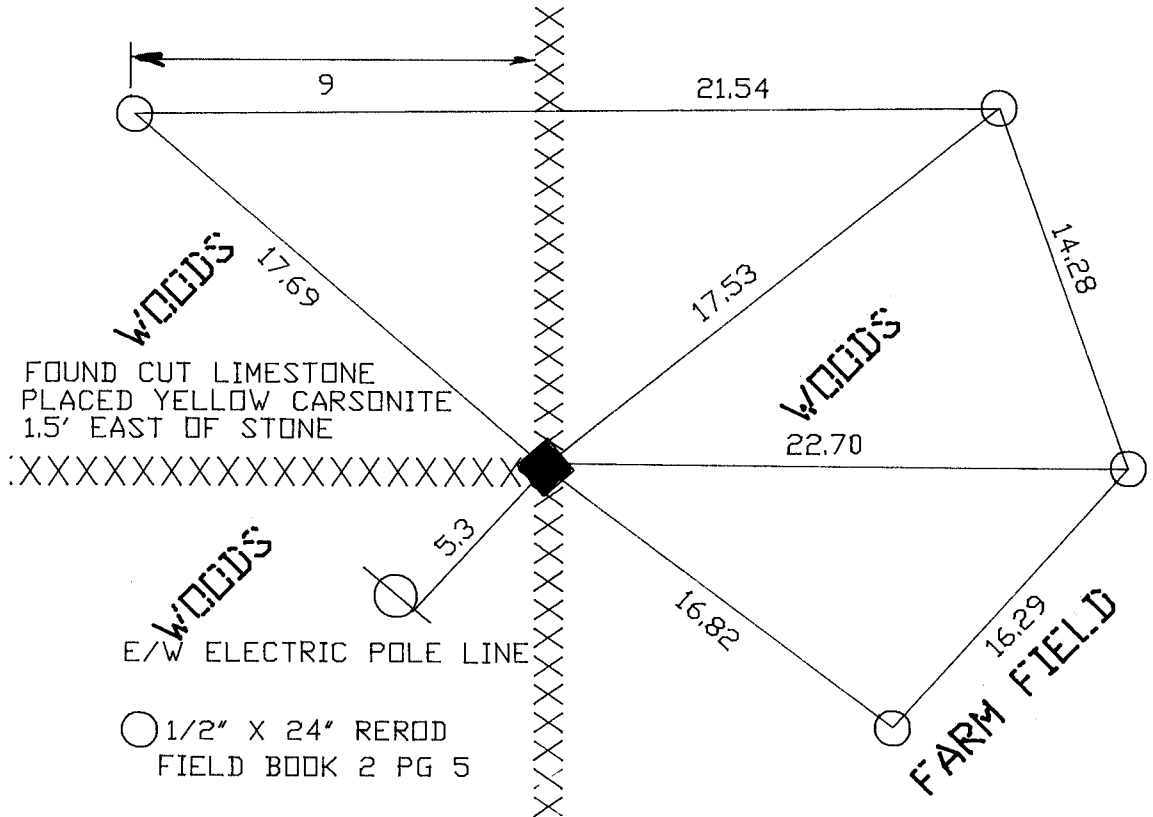 9
21.54
17.69
17.53
14.28
WOODS
WOODS
FOUND CUT LIMESTONE
PLACED YELLOW CARSONITE
1.5' EAST OF STONE
22.70
WOODS
5.3
16.82
16.29
FARM FIELD
E/W ELECTRIC POLE LINE
1/2" X 24" REROD
FIELD BOOK 2 PG 5